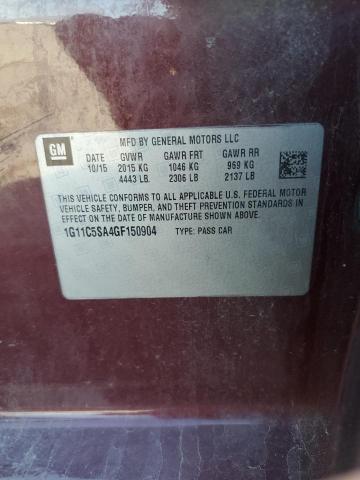 GM
MFD BY GENERAL MOTORS LLC
DATE GVWR GAWR FRT GAWR RR
10/15 2015 KG 1046 KG 969 KG
4443 LB 2306 LB 2137 LB
THIS VEHICLE CONFORMS TO ALL APPLICABLE U.S. FEDERAL MOTOR
VEHICLE SAFETY, BUMPER, AND THEFT PREVENTION STANDARDS IN
EFFECT ON THE DATE OF MANUFACTURE SHOWN ABOVE.
1G11C5SA4GF150904 TYPE: PASS CAR